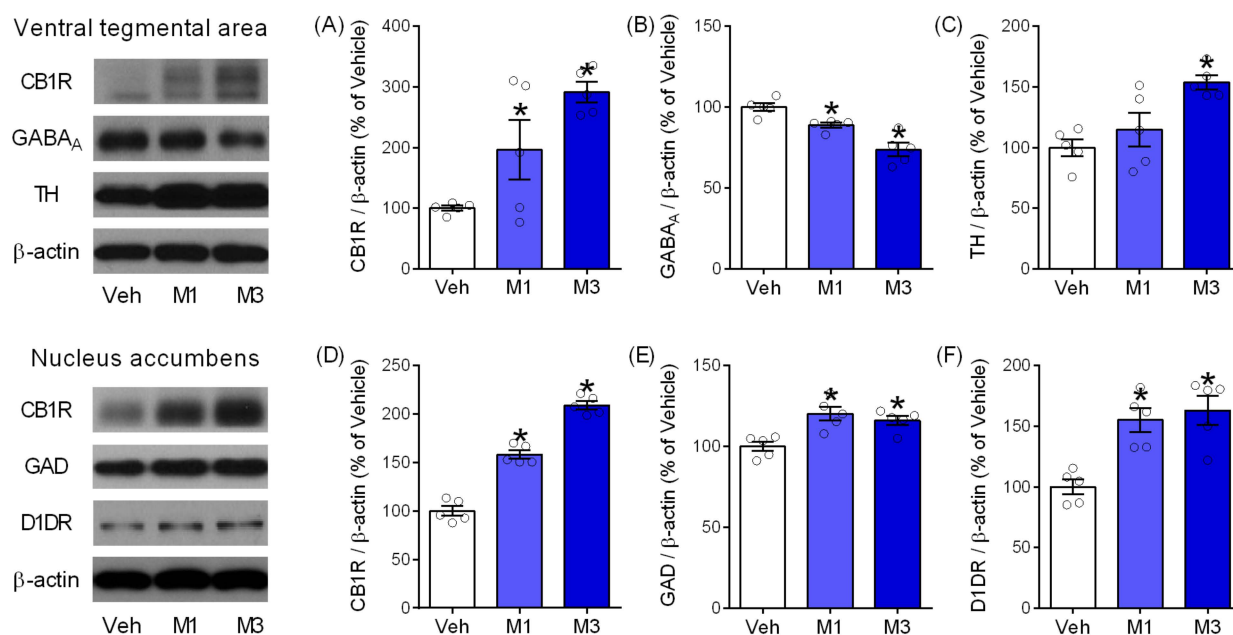 Ventral tegmental area
CB1R
GABAA
TH
β-actin
Veh M1 M3
(A)
CB1R / β-actin (% of Vehicle)
400
300
200
100
0
* *
Veh M1 M3
(B)
GABAA / β-actin (% of Vehicle)
150
100
50
0
* *
Veh M1 M3
(C)
TH / β-actin (% of Vehicle)
200
150
100
50
0
*
Veh M1 M3
Nucleus accumbens
CB1R
GAD
D1DR
β-actin
Veh M1 M3
(D)
CB1R / β-actin (% of Vehicle)
250
200
150
100
50
0
* *
Veh M1 M3
(E)
GAD / β-actin (% of Vehicle)
150
100
50
0
* *
Veh M1 M3
(F)
D1DR / β-actin (% of Vehicle)
200
150
100
50
0
* *
Veh M1 M3